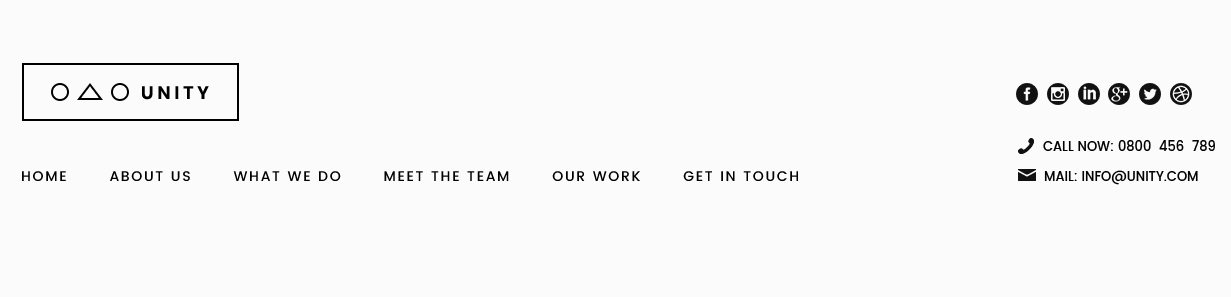 UNITY
HOME ABOUT US WHAT WE DO MEET THE TEAM OUR WORK GET IN TOUCH
CALL NOW: 0800 456 789
MAIL: INFO@UNITY.COM